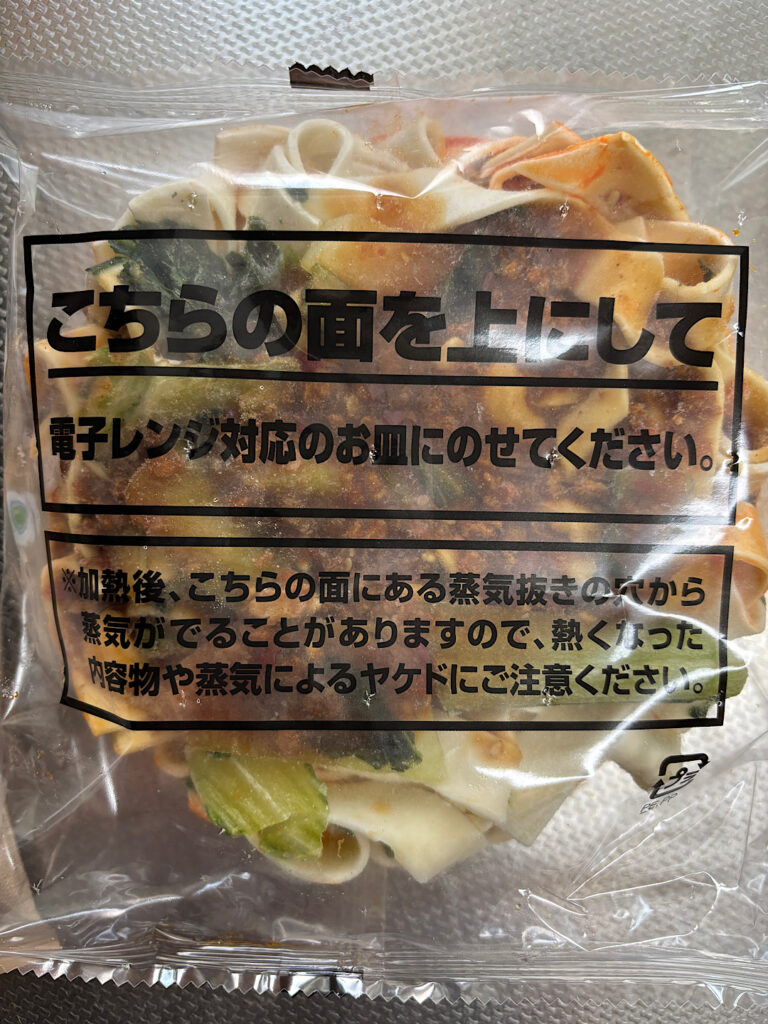 こちらの面を上にして
電子レンジ対応のお皿にのせてください。
※加熱後、こちらの面にある蒸気抜きの穴から
蒸気がでることがありますので、熱くなった
内容物や蒸気によるヤケドにご注意ください。
プラ
PE,PP